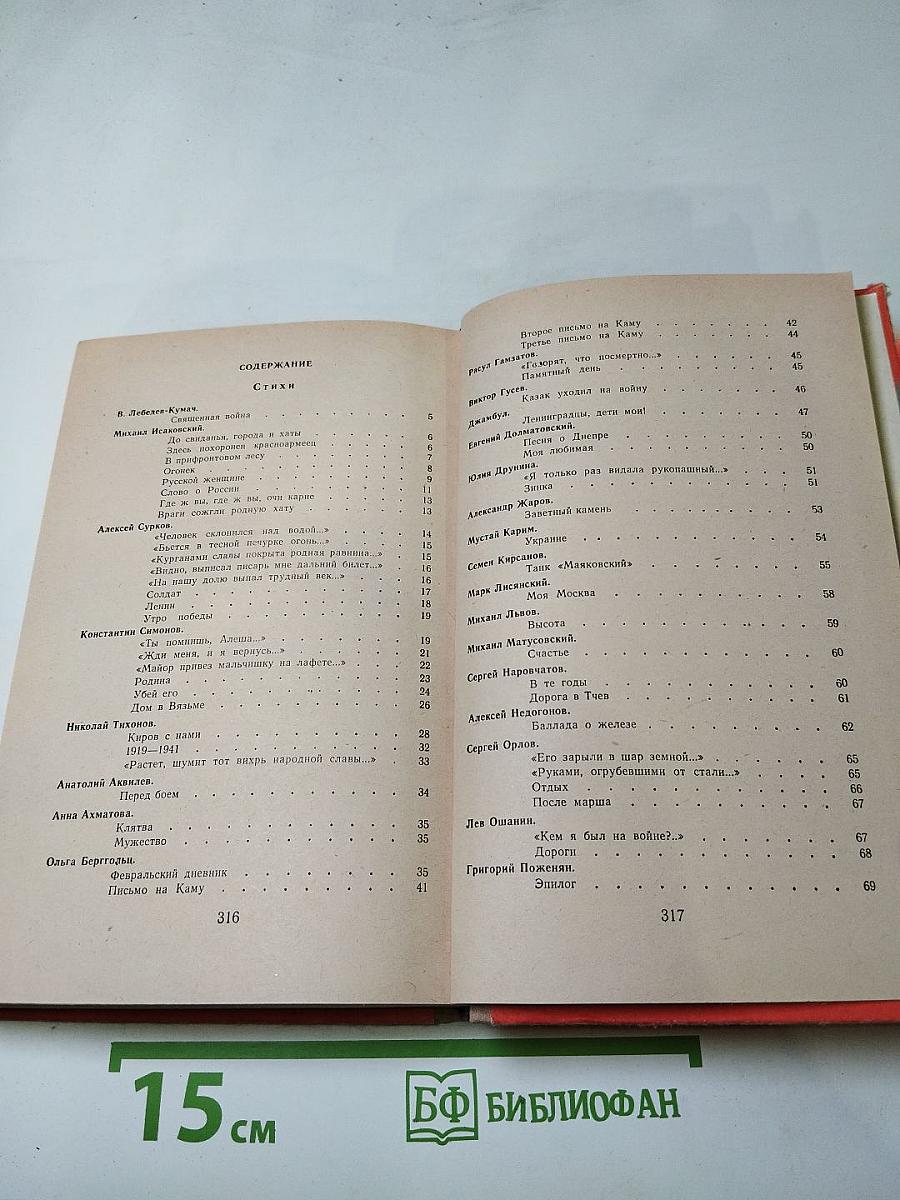 СОДЕРЖАНИЕ
Стихи
В. Лебедев-Кумач.
Священная война . . . . . . . . . . 5
Михаил Исаковский.
До свиданья, города и хаты . . . . . . 6
Здесь похоронен красноармеец . . . . . . 6
В прифронтовом лесу . . . . . . . . 7
Огонек . . . . . . . . . . . 8
Русской женщине . . . . . . . . . 9
Слово о России . . . . . . . . . 11
Где ж вы, где ж вы, очи карие . . . . . 13
Враги сожгли родную хату . . . . . . 13
Алексей Сурков.
«Человек склонился над водой...» . . . . . 14
«Бьется в тесной печурке огонь...» . . . . 15
«Курганами славы покрыта родная равнина...» 15
«Видно, выписал писарь мне дальний билет...» . 16
«На нашу долю выпал трудный век...» . . . 16
Солдат . . . . . . . . . . . 17
Ленин . . . . . . . . . . . 18
Утро победы . . . . . . . . . 19
Константин Симонов.
«Ты помнишь, Алеша...» . . . . . . . 19
«Жди меня, и я вернусь...» . . . . . . 21
«Майор привез мальчишку на лафете...» . . . 22
Родина . . . . . . . . . . . 23
Убей его . . . . . . . . . . 24
Дом в Вязьме . . . . . . . . . 26
Николай Тихонов.
Киров с нами . . . . . . . . . 28
1919—1941 . . . . . . . . . . 32
«Растет, шумит тот вихрь народной славы...» . 33
Анатолий Аквилев.
Перед боем . . . . . . . . . . 34
Анна Ахматова.
Клятва . . . . . . . . . . . 35
Мужество . . . . . . . . . . 35
Ольга Берггольц.
Февральский дневник . . . . . . . . 35
Письмо на Каму . . . . . . . . . 41
316
Второе письмо на Каму . . . . . . . 42
Третье письмо на Каму . . . . . . . 44
Расул Гамзатов.
«Говорят, что посмертно...» . . . . . . 45
Памятный день . . . . . . . . . 45
Виктор Гусев.
Казак уходил на войну . . . . . . . 46
Джамбул.
Ленинградцы, дети мои! . . . . . . . 47
Евгений Долматовский.
Песня о Днепре . . . . . . . . . 50
Моя любимая . . . . . . . . . 50
Юлия Друнина.
«Я только раз видала рукопашный...» . . . 51
Зинка . . . . . . . . . . . 51
Александр Жаров.
Заветный камень . . . . . . . . . 53
Мустай Карим.
Украине . . . . . . . . . . . 54
Семен Кирсанов.
Танк «Маяковский» . . . . . . . . 55
Марк Лисянский.
Моя Москва . . . . . . . . . . 58
Михаил Львов.
Высота . . . . . . . . . . . 59
Михаил Матусовский.
Счастье . . . . . . . . . . . 60
Сергей Наровчатов.
В те годы . . . . . . . . . . 60
Дорога в Тчев . . . . . . . . . 61
Алексей Недогонов.
Баллада о железе . . . . . . . . 62
Сергей Орлов.
«Его зарыли в шар земной...» . . . . . 65
«Руками, огрубевшими от стали...» . . . . 65
Отдых . . . . . . . . . . . 66
После марша . . . . . . . . . 67
Лев Ошанин.
«Кем я был на войне?..» . . . . . . . 67
Дороги . . . . . . . . . . . 68
Григорий Поженян.
Эпилог . . . . . . . . . . . 69
317
15 см
БФ БИБЛИОФАН